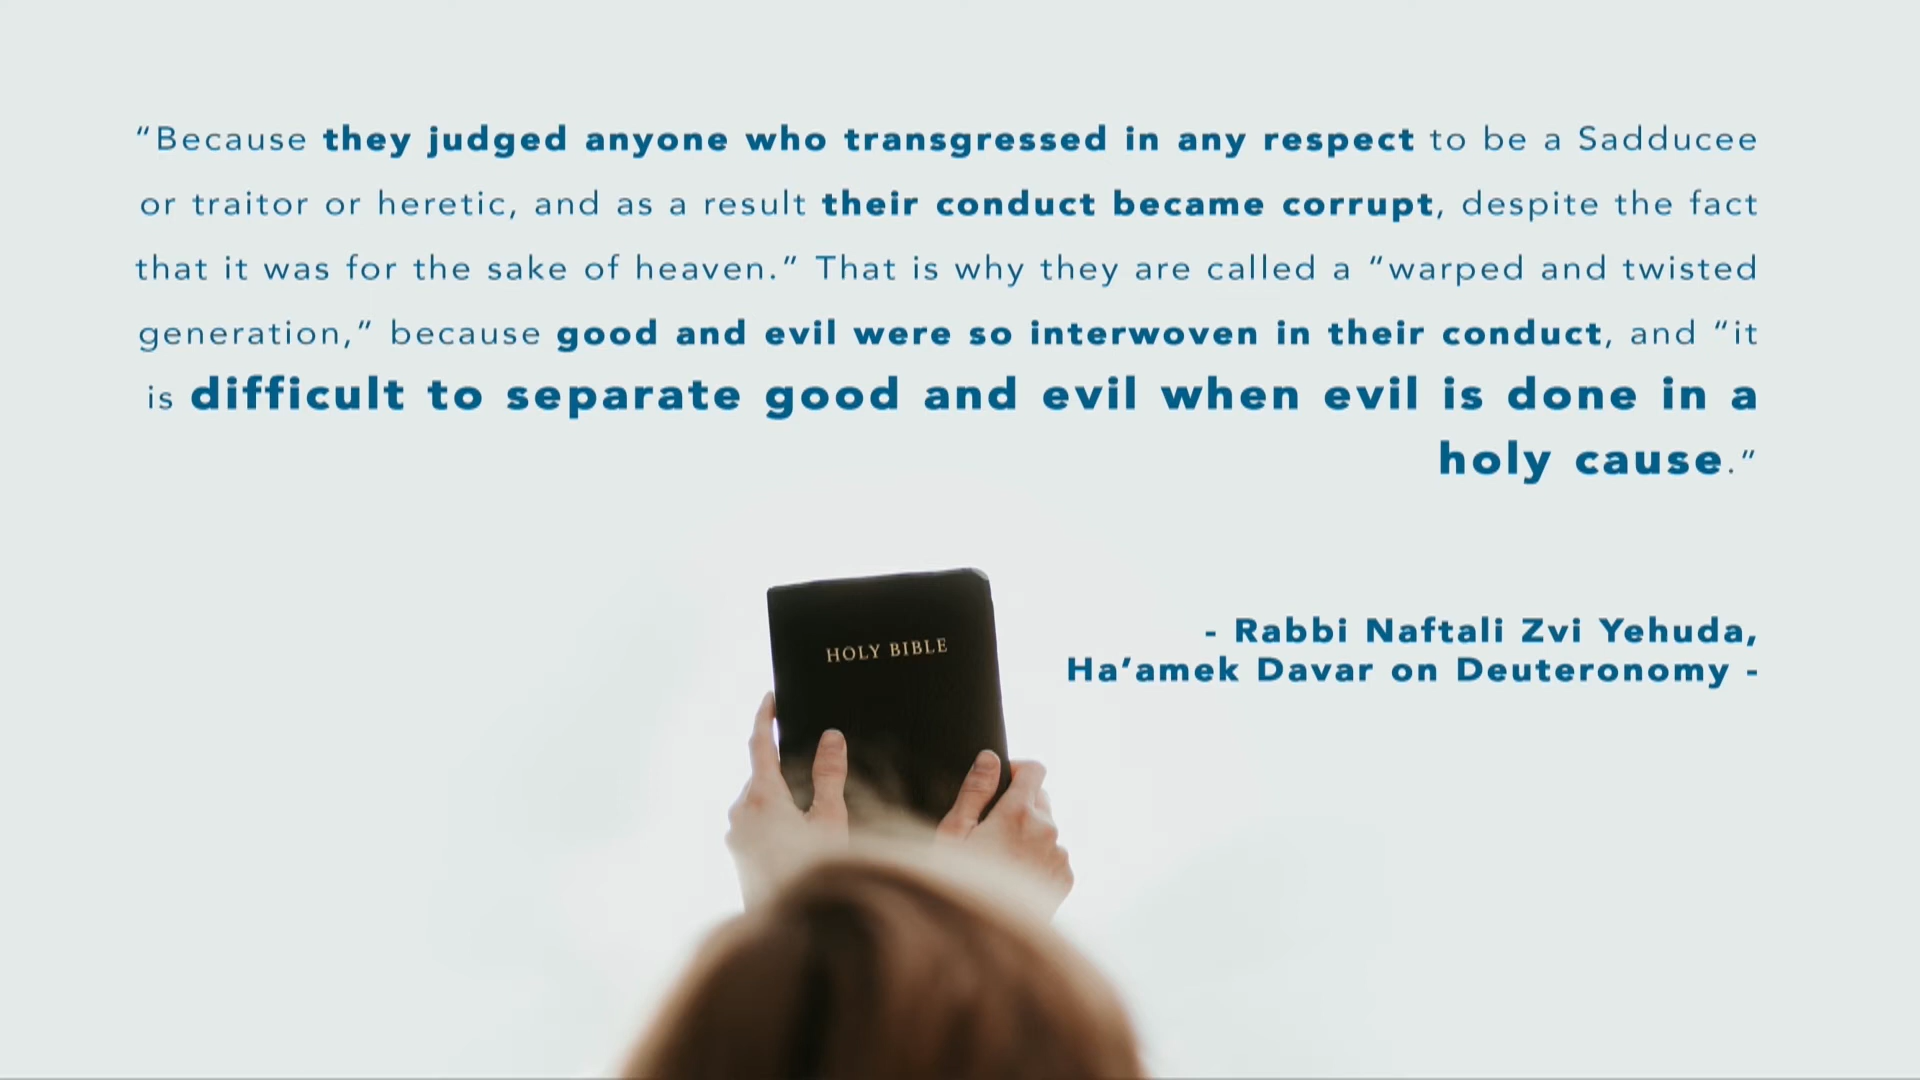 “Because they judged anyone who transgressed in any respect to be a Sadducee
or traitor or heretic, and as a result their conduct became corrupt, despite the fact
that it was for the sake of heaven.” That is why they are called a “warped and twisted
generation,” because good and evil were so interwoven in their conduct, and “it
is difficult to separate good and evil when evil is done in a
holy cause.”
- Rabbi Naftali Zvi Yehuda,
Ha’amek Davar on Deuteronomy -
HOLY BIBLE